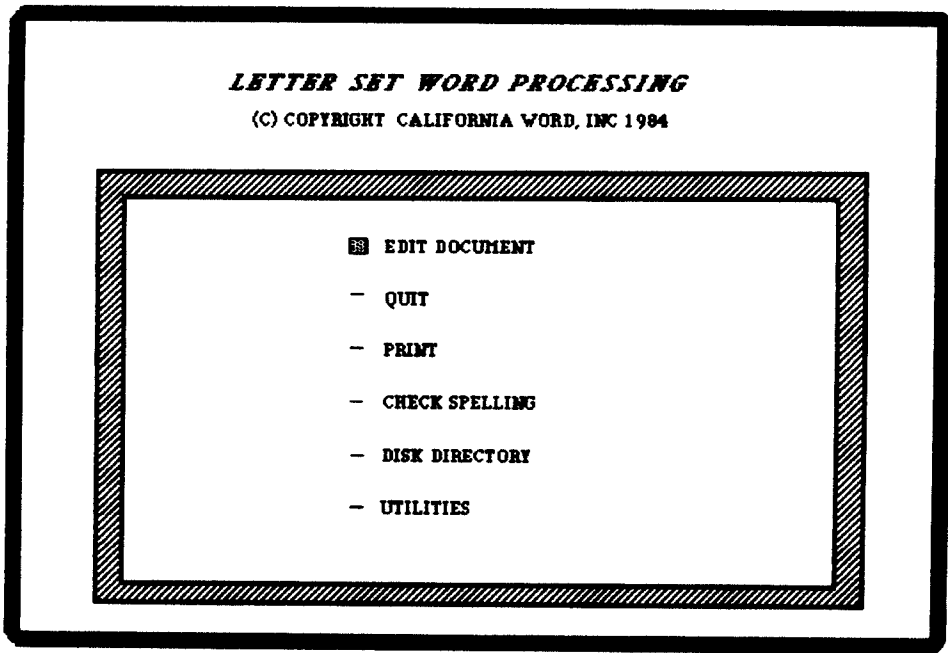 LETTER SET WORD PROCESSING
(C) COPYRIGHT CALIFORNIA WORD, INC 1984
EDIT DOCUMENT
– QUIT
– PRINT
– CHECK SPELLING
– DISK DIRECTORY
– UTILITIES